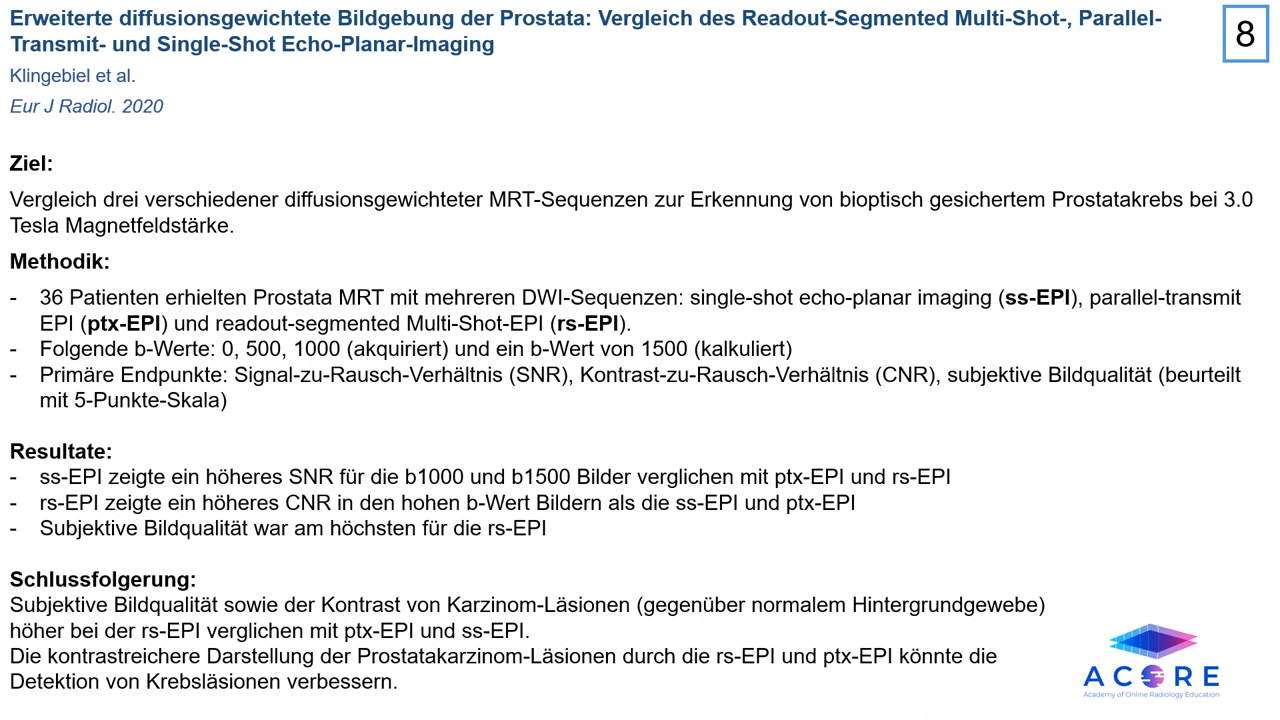 Erweiterte diffusionsgewichtete Bildgebung der Prostata: Vergleich des Readout-Segmented Multi-Shot-, Parallel-
Transmit- und Single-Shot Echo-Planar-Imaging
8
Klingebiel et al.
Eur J Radiol. 2020
Ziel:
Vergleich drei verschiedener diffusionsgewichteter MRT-Sequenzen zur Erkennung von bioptisch gesichertem Prostatakrebs bei 3.0
Tesla Magnetfeldstärke.
Methodik:
- 36 Patienten erhielten Prostata MRT mit mehreren DWI-Sequenzen: single-shot echo-planar imaging (ss-EPI), parallel-transmit
EPI (ptx-EPI) und readout-segmented Multi-Shot-EPI (rs-EPI).
- Folgende b-Werte: 0, 500, 1000 (akquiriert) und ein b-Wert von 1500 (kalkuliert)
- Primäre Endpunkte: Signal-zu-Rausch-Verhältnis (SNR), Kontrast-zu-Rausch-Verhältnis (CNR), subjektive Bildqualität (beurteilt
mit 5-Punkte-Skala)
Resultate:
- ss-EPI zeigte ein höheres SNR für die b1000 und b1500 Bilder verglichen mit ptx-EPI und rs-EPI
- rs-EPI zeigte ein höheres CNR in den hohen b-Wert Bildern als die ss-EPI und ptx-EPI
- Subjektive Bildqualität war am höchsten für die rs-EPI
Schlussfolgerung:
Subjektive Bildqualität sowie der Kontrast von Karzinom-Läsionen (gegenüber normalem Hintergrundgewebe)
höher bei der rs-EPI verglichen mit ptx-EPI und ss-EPI.
Die kontrastreichere Darstellung der Prostatakarzinom-Läsionen durch die rs-EPI und ptx-EPI könnte die
Detektion von Krebsläsionen verbessern.
ACORE
Academy of Online Radiology Education